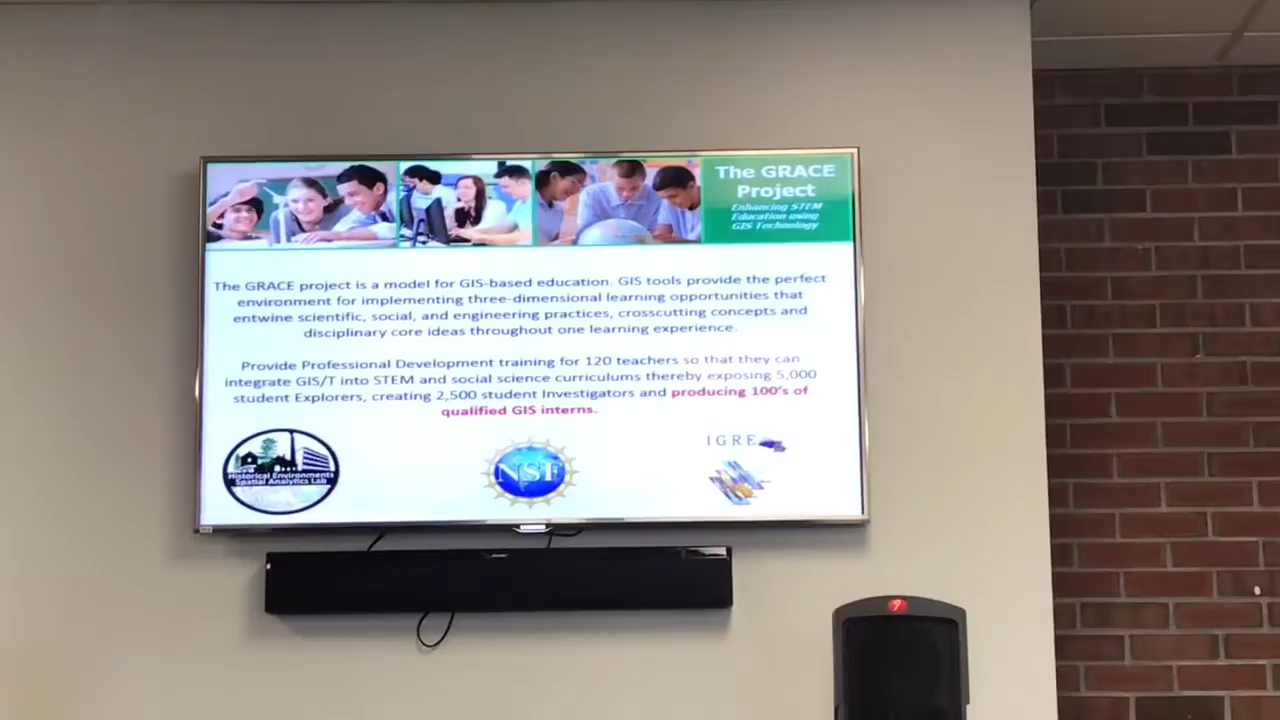 The GRACE
Project
Enhancing STEM
Education using
GIS Technology
The GRACE project is a model for GIS-based education. GIS tools provide the perfect
environment for implementing three-dimensional learning opportunities that
entwine scientific, social, and engineering practices, crosscutting concepts and
disciplinary core ideas throughout one learning experience.
Provide Professional Development training for 120 teachers so that they can
integrate GIS/T into STEM and social science curriculums thereby exposing 5,000
student Explorers, creating 2,500 student Investigators and producing 100's of
qualified GIS interns.
Historical Environments
Spatial Analytics Lab
NSF
IGRE